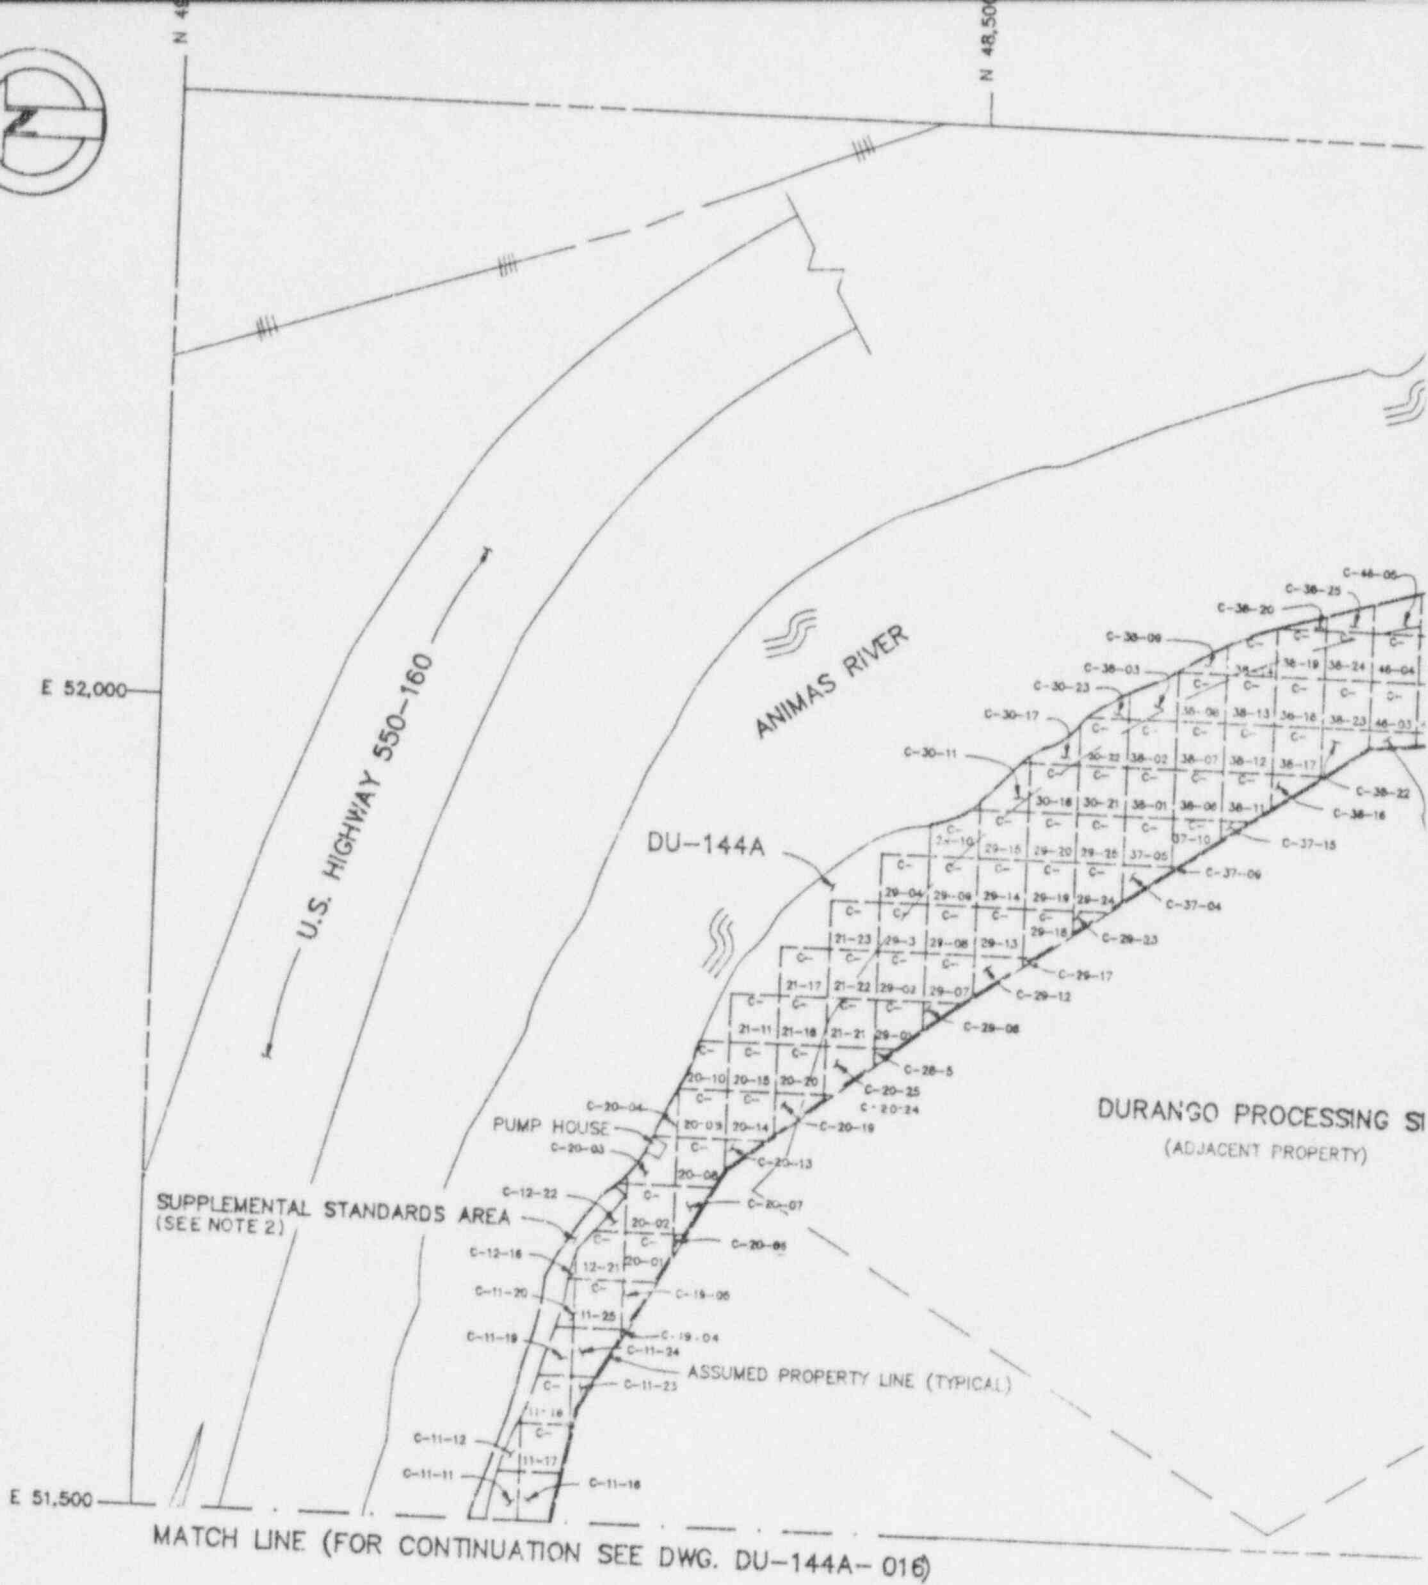 N 48,500
E 52,000
U.S. HIGHWAY 550-160
ANIMAS RIVER
DU-144A
C-46-05
C-38-25
C-38-20
C-38-09
C-38-03
C-30-23
C-30-17
C-30-11
C- C- C-
38-19 38-24 46-04
C- C- C- C- C-
38-08 38-13 38-18 38-23 46-03
C- C- C- C-
30-22 38-02 38-07 38-12 38-17
C- C- C- C- C-
C-38-22
C-38-16
30-16 30-21 38-01 38-06 38-11
C- C- C- C- C- C-
37-10
C-37-15
29-15 29-20 29-25 37-05
C- C- C- C- C- C-
C-37-09
C-37-04
29-04 29-09 29-14 29-19 29-24
C- C- C- C- C-
C-29-23
21-23 29-3 29-08 29-13 29-18
C- C- C- C-
C-29-17
C-29-12
21-17 21-22 29-02 29-07
C- C- C-
C-29-06
21-11 21-16 21-21 29-01
C- C- C-
C-28-5
20-10 20-15 20-20
C- C-
C-20-25
C-20-24
C-20-04
20-09 20-14
C-20-19
PUMP HOUSE
C-20-03
C-
C-20-13
20-08
DURANGO PROCESSING SI
(ADJACENT PROPERTY)
C-12-22
C-
C-20-07
SUPPLEMENTAL STANDARDS AREA
(SEE NOTE 2)
20-02
C- C-
C-20-06
C-12-16
12-21 20-01
C-
C-11-20
C-19-05
11-25
C-11-19
C-19-04
C-11-24
ASSUMED PROPERTY LINE (TYPICAL)
C-
C-11-23
11-18
C-
C-11-12
11-17
C-11-11
C-11-16
E 51,500
MATCH LINE (FOR CONTINUATION SEE DWG. DU-144A-016)